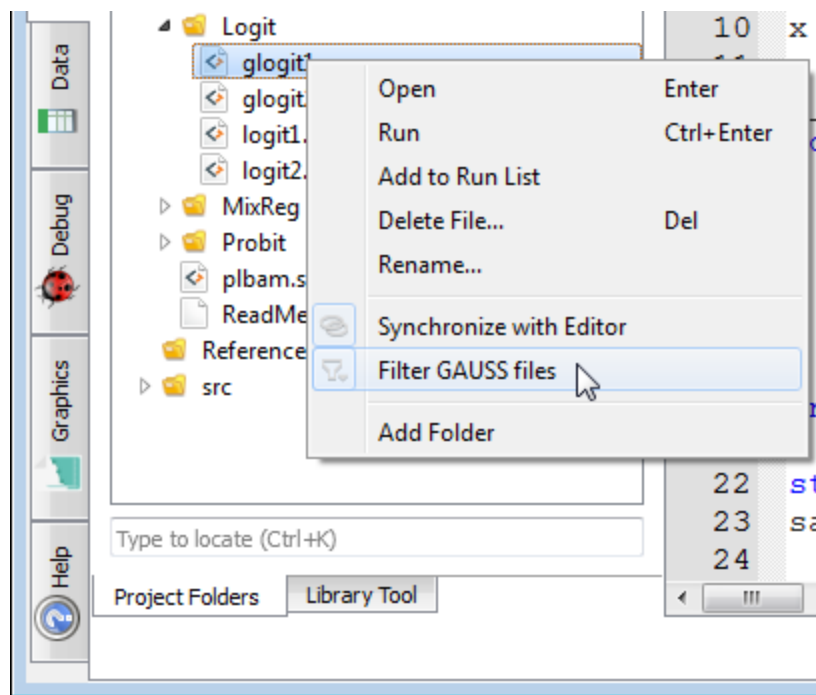 Data
Debug
Graphics
Help
Logit
glogit1
glogit
logit1.
logit2.
MixReg
Probit
plbam.s
ReadMe
Reference
src
Open Enter
Run Ctrl+Enter
Add to Run List
Delete File... Del
Rename...
Synchronize with Editor
Filter GAUSS files
Add Folder
Type to locate (Ctrl+K)
Project Folders Library Tool
10 x
22 st
23 sa
24